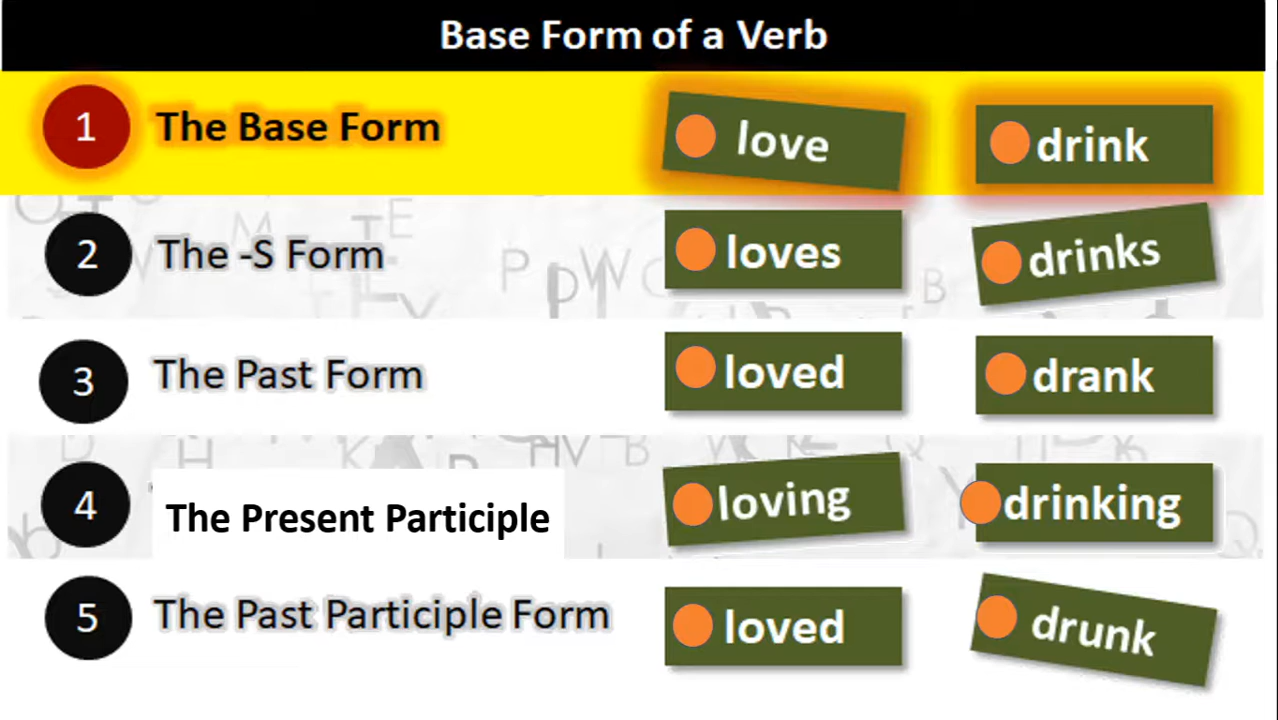 Base Form of a Verb
1 The Base Form love drink
2 The -S Form loves drinks
3 The Past Form loved drank
4 The Present Participle loving drinking
5 The Past Participle Form loved drunk